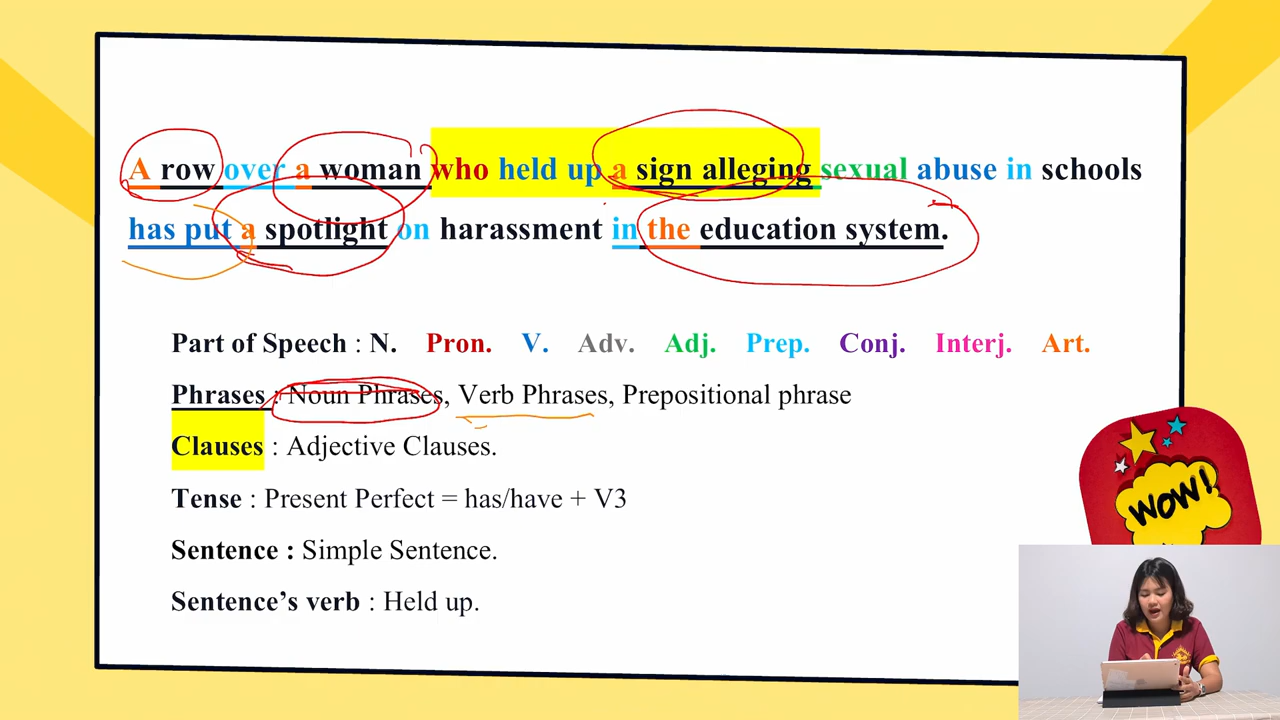 A row over a woman who held up a sign alleging sexual abuse in schools
has put a spotlight on harassment in the education system.
Part of Speech : N. Pron. V. Adv. Adj. Prep. Conj. Interj. Art.
Phrases : Noun Phrases, Verb Phrases, Prepositional phrase
Clauses : Adjective Clauses.
Tense : Present Perfect = has/have + V3
Sentence : Simple Sentence.
Sentence’s verb : Held up.
WOW!